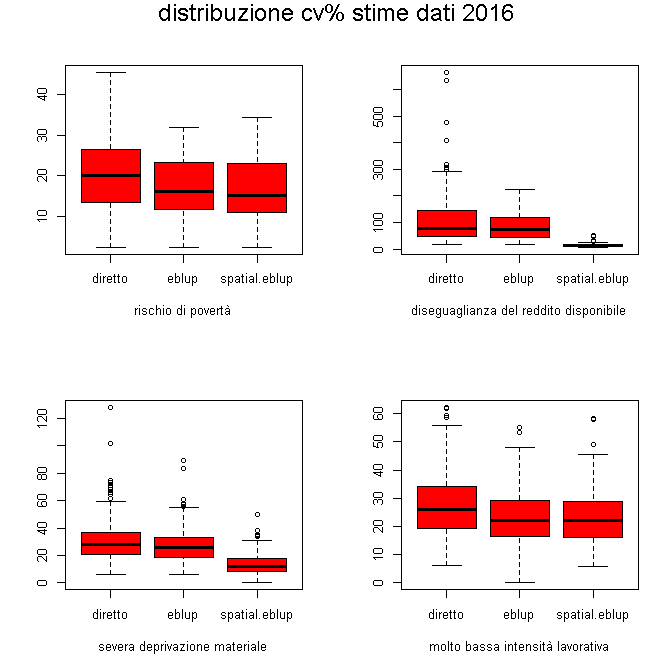 distribuzione cv% stime dati 2016
40
30
20
10
diretto eblup spatial.eblup
rischio di povertà
500
300
100
0
diretto eblup spatial.eblup
diseguaglianza del reddito disponibile
120
80
60
40
20
0
diretto eblup spatial.eblup
severa deprivazione materiale
60
50
40
30
20
10
0
diretto eblup spatial.eblup
molto bassa intensità lavorativa